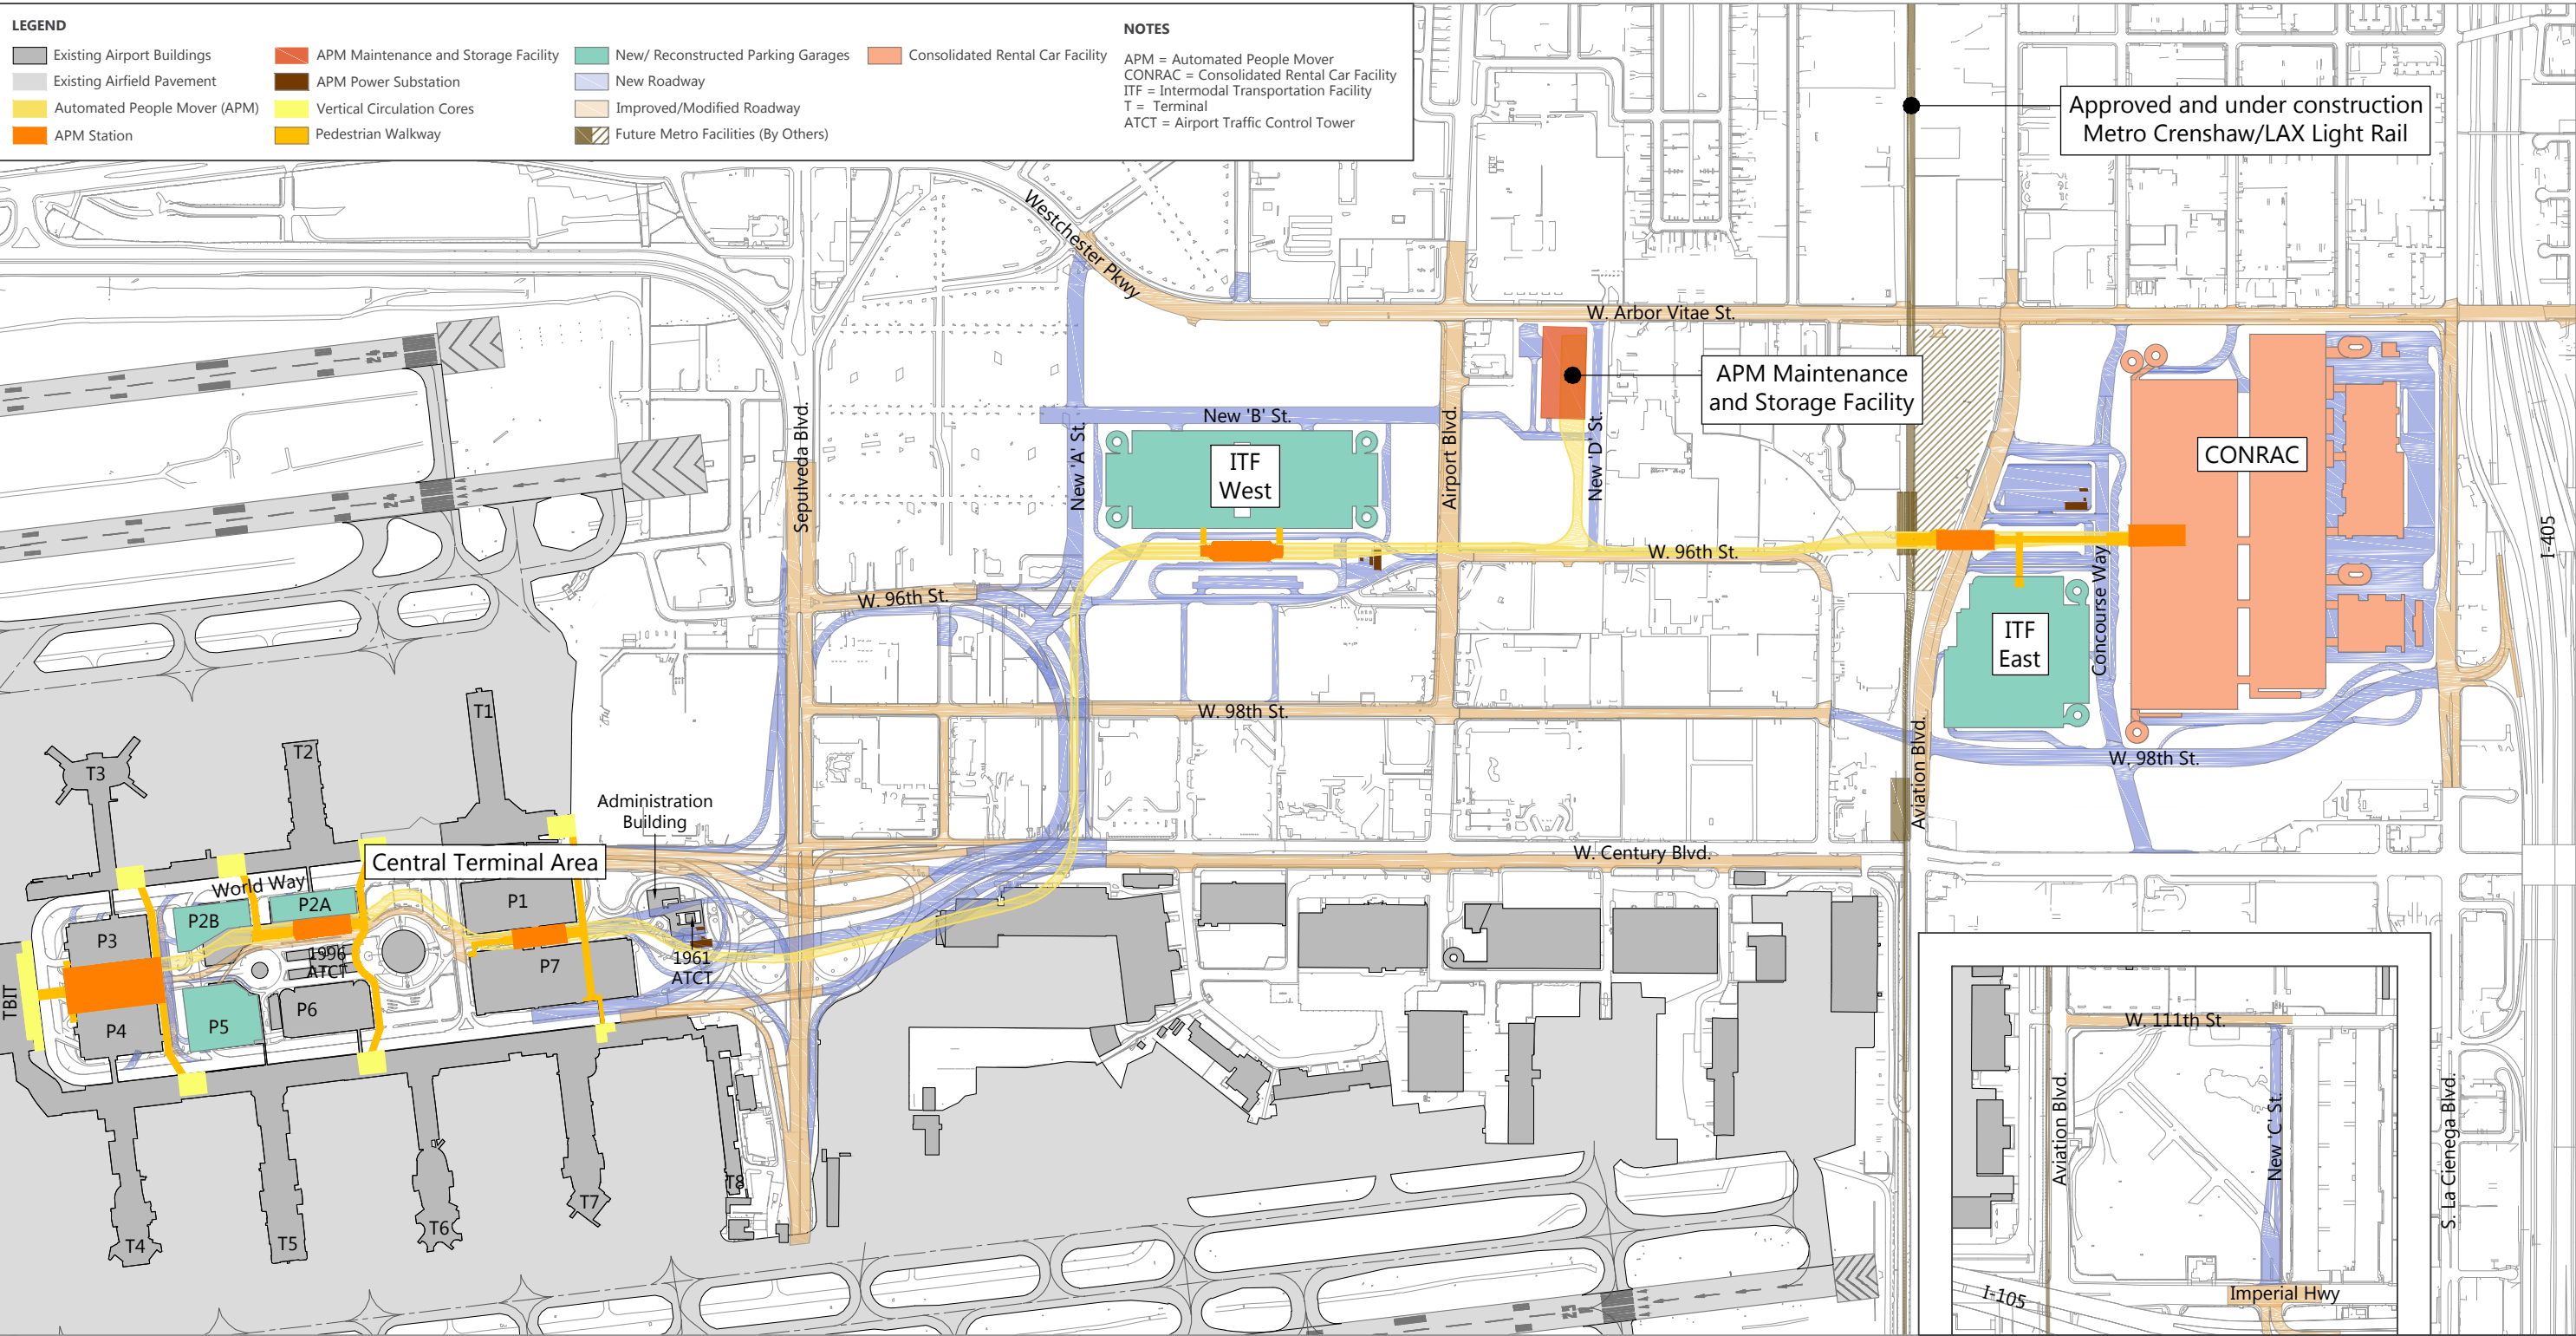 LEGEND
Existing Airport Buildings
Existing Airfield Pavement
Automated People Mover (APM)
APM Station
APM Maintenance and Storage Facility
APM Power Substation
Vertical Circulation Cores
Pedestrian Walkway
New/ Reconstructed Parking Garages
New Roadway
Improved/Modified Roadway
Future Metro Facilities (By Others)
Consolidated Rental Car Facility
NOTES
APM = Automated People Mover
CONRAC = Consolidated Rental Car Facility
ITF = Intermodal Transportation Facility
T = Terminal
ATCT = Airport Traffic Control Tower
Approved and under construction
Metro Crenshaw/LAX Light Rail
Westchester Pkwy
W. Arbor Vitae St.
APM Maintenance
and Storage Facility
New 'B' St.
New 'A' St.
Sepulveda Blvd.
Airport Blvd.
New 'D' St.
ITF
West
CONRAC
I-405
W. 96th St.
W. 96th St.
ITF
East
Concourse Way
W. 98th St.
W. 98th St.
Aviation Blvd.
W. Century Blvd.
24
R
24
L
T1
T2
T3
Administration
Building
Central Terminal Area
World Way
P2A
P2B
P1
P3
P7
1996
ATCT
1961
ATCT
TBIT
P4
P5
P6
T4
T5
T6
T7
T8
25
W. 111th St.
Aviation Blvd.
New 'C' St.
S. La Cienega Blvd.
I-105
Imperial Hwy